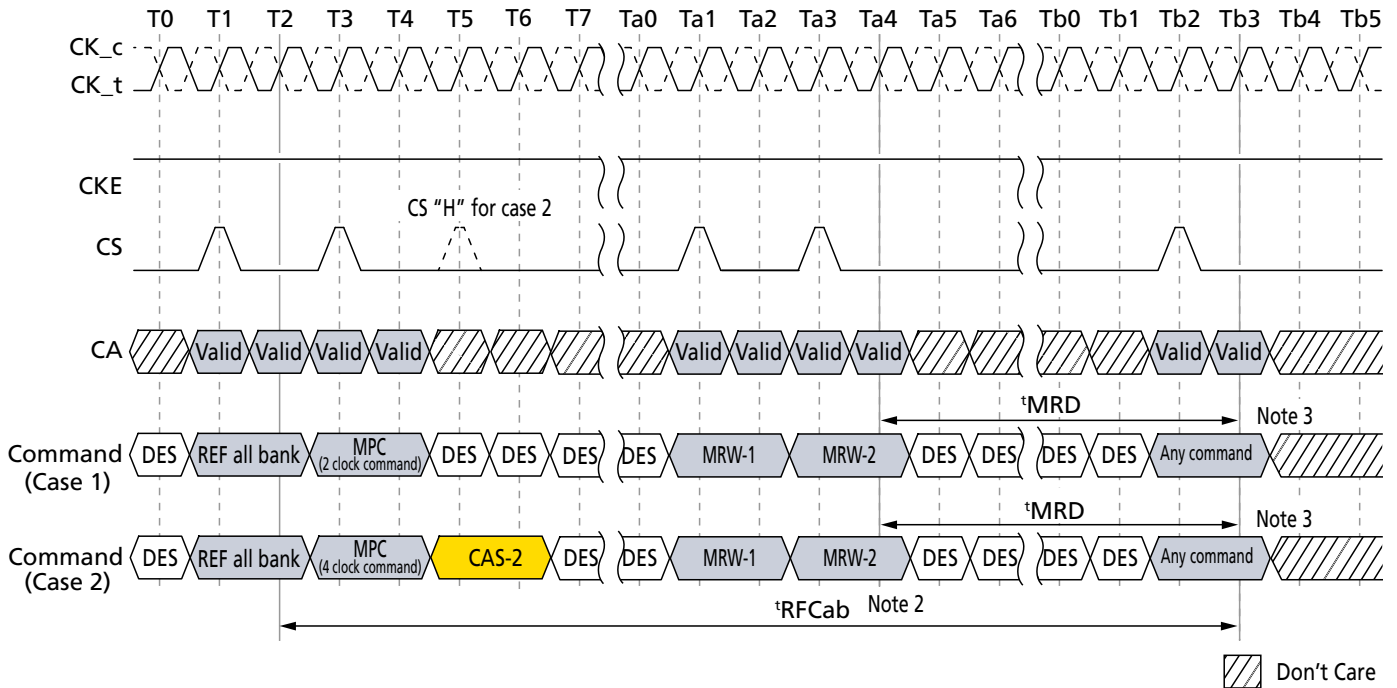 T0 T1 T2 T3 T4 T5 T6 T7 Ta0 Ta1 Ta2 Ta3 Ta4 Ta5 Ta6 Tb0 Tb1 Tb2 Tb3 Tb4 Tb5
CK_c
CK_t
CKE
CS "H" for case 2
CS
CA Valid Valid Valid Valid Valid Valid Valid Valid Valid Valid
tMRD Note 3
Command (Case 1) DES REF all bank MPC (2 clock command) DES DES DES DES MRW-1 MRW-2 DES DES DES DES Any command
tMRD Note 3
Command (Case 2) DES REF all bank MPC (4 clock command) CAS-2 DES DES MRW-1 MRW-2 DES DES DES DES Any command
tRFCab Note 2
Don't Care